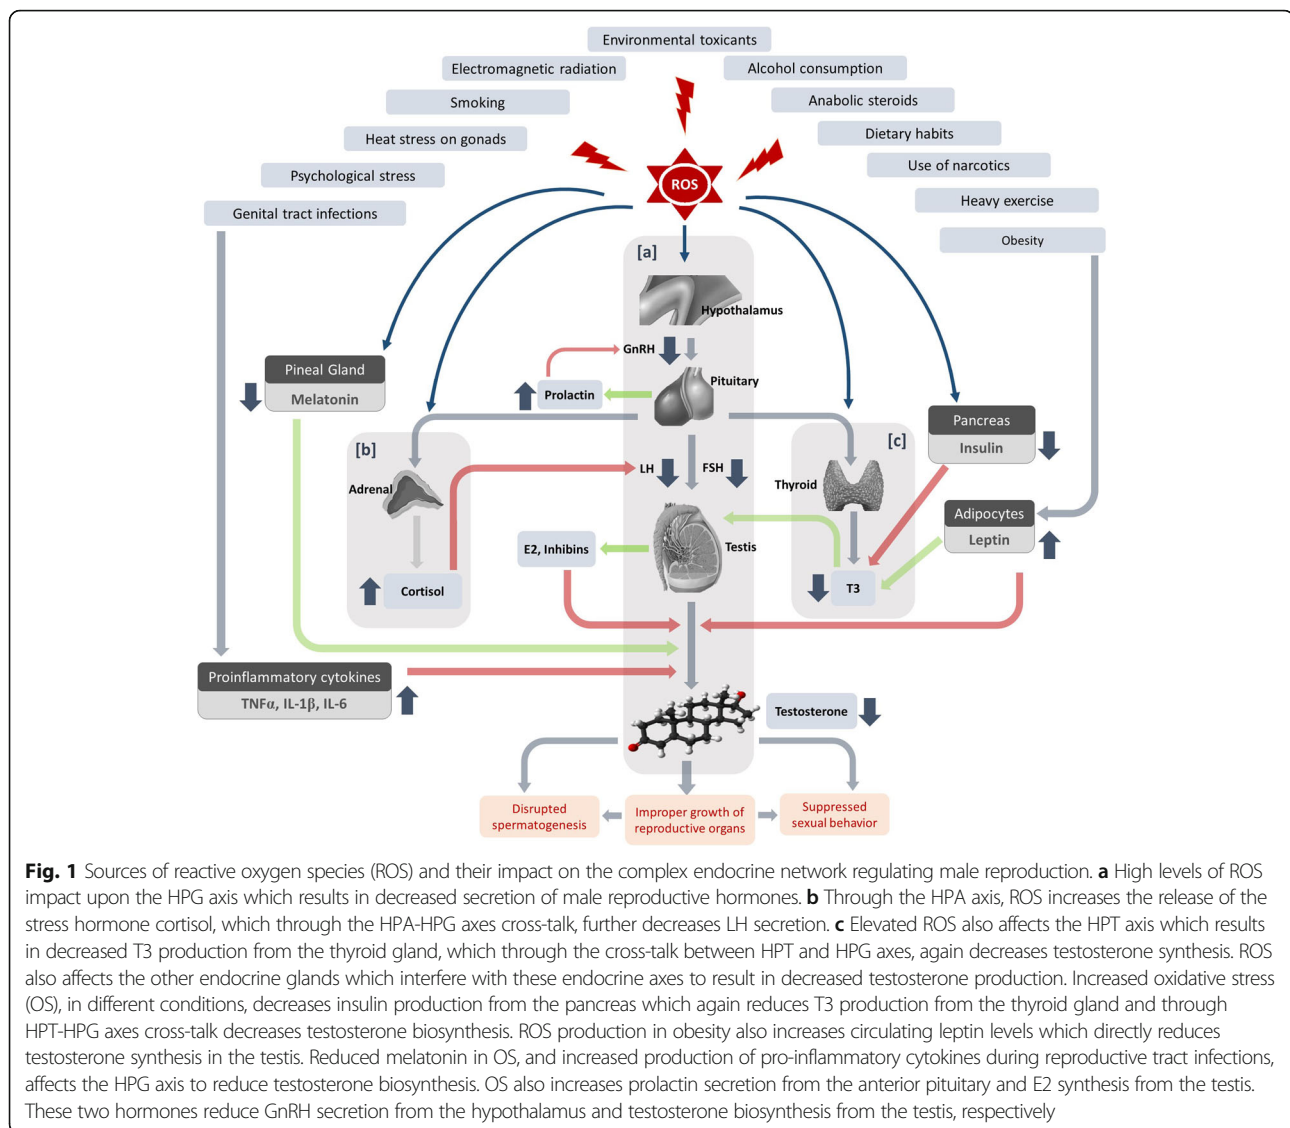 Environmental toxicants
Electromagnetic radiation
Alcohol consumption
Smoking
Anabolic steroids
Heat stress on gonads
Dietary habits
Psychological stress
Use of narcotics
Genital tract infections
Heavy exercise
Obesity
ROS
[a]
Hypothalamus
GnRH
Pituitary
Prolactin
Pineal Gland
Melatonin
Pancreas
Insulin
[b]
Adrenal
Cortisol
LH
FSH
[c]
Thyroid
T3
Adipocytes
Leptin
Testis
E2, Inhibins
Proinflammatory cytokines
TNFα, IL-1β, IL-6
Testosterone
Disrupted
spermatogenesis
Improper growth of
reproductive organs
Suppressed
sexual behavior
Fig. 1 Sources of reactive oxygen species (ROS) and their impact on the complex endocrine network regulating male reproduction. a High levels of ROS
impact upon the HPG axis which results in decreased secretion of male reproductive hormones. b Through the HPA axis, ROS increases the release of the
stress hormone cortisol, which through the HPA-HPG axes cross-talk, further decreases LH secretion. c Elevated ROS also affects the HPT axis which results
in decreased T3 production from the thyroid gland, which through the cross-talk between HPT and HPG axes, again decreases testosterone synthesis. ROS
also affects the other endocrine glands which interfere with these endocrine axes to result in decreased testosterone production. Increased oxidative stress
(OS), in different conditions, decreases insulin production from the pancreas which again reduces T3 production from the thyroid gland and through
HPT-HPG axes cross-talk decreases testosterone biosynthesis. ROS production in obesity also increases circulating leptin levels which directly reduces
testosterone synthesis in the testis. Reduced melatonin in OS, and increased production of pro-inflammatory cytokines during reproductive tract infections,
affects the HPG axis to reduce testosterone biosynthesis. OS also increases prolactin secretion from the anterior pituitary and E2 synthesis from the testis.
These two hormones reduce GnRH secretion from the hypothalamus and testosterone biosynthesis from the testis, respectively